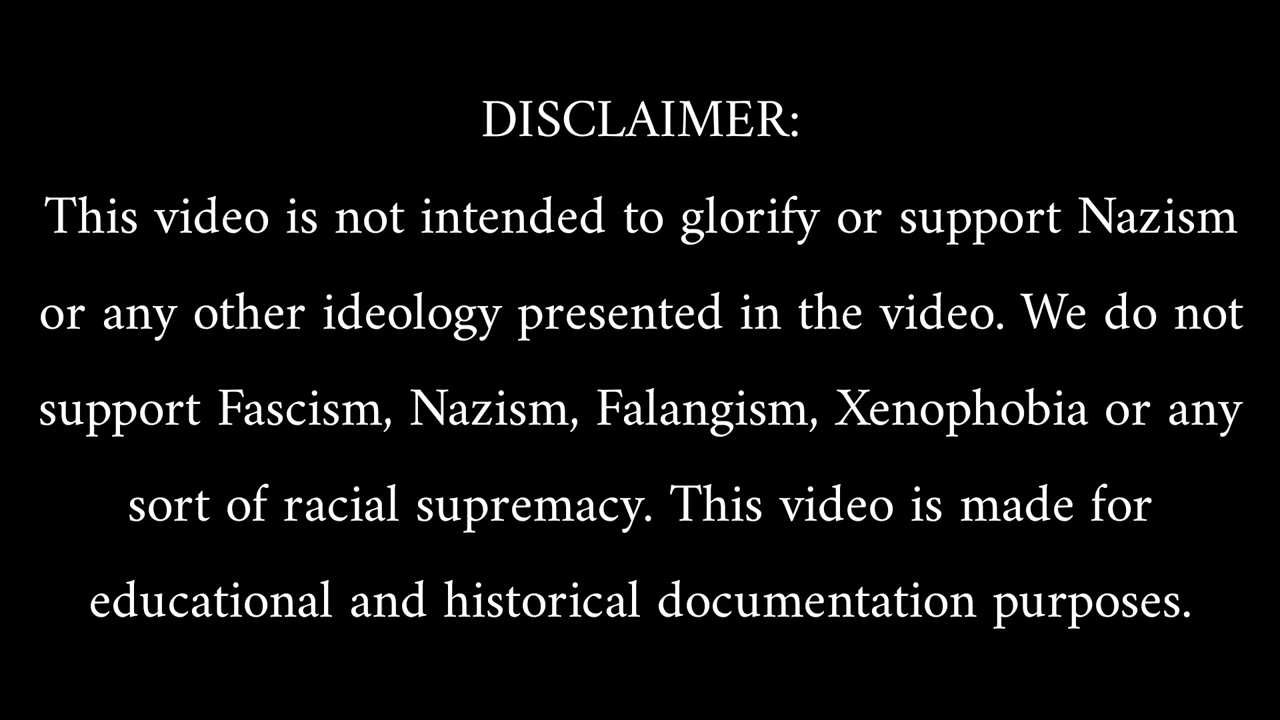 DISCLAIMER:
This video is not intended to glorify or support Nazism
or any other ideology presented in the video. We do not
support Fascism, Nazism, Falangism, Xenophobia or any
sort of racial supremacy. This video is made for
educational and historical documentation purposes.